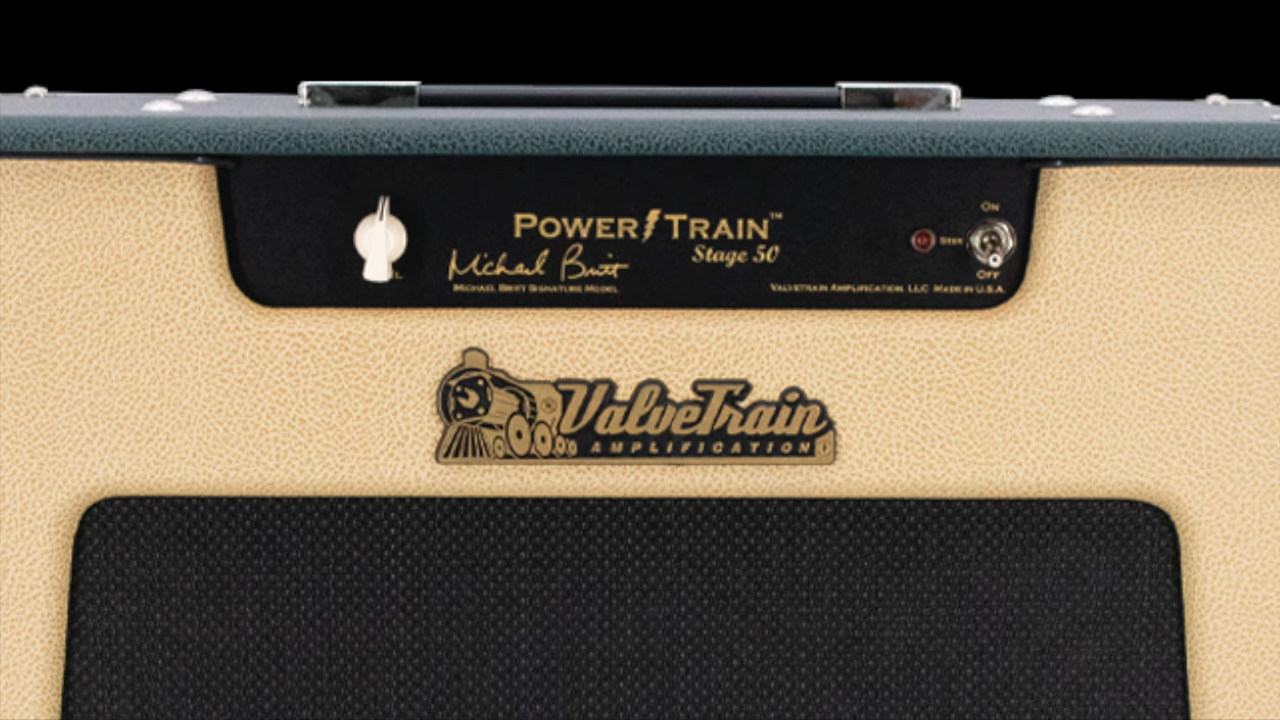 ON
POWER TRAIN™
Stage 50
Michael Britt
MICHAEL BRITT SIGNATURE MODEL
OFF
VALVETRAIN AMPLIFICATION, LLC MADE IN U.S.A.
ValveTrain
AMPLIFICATION